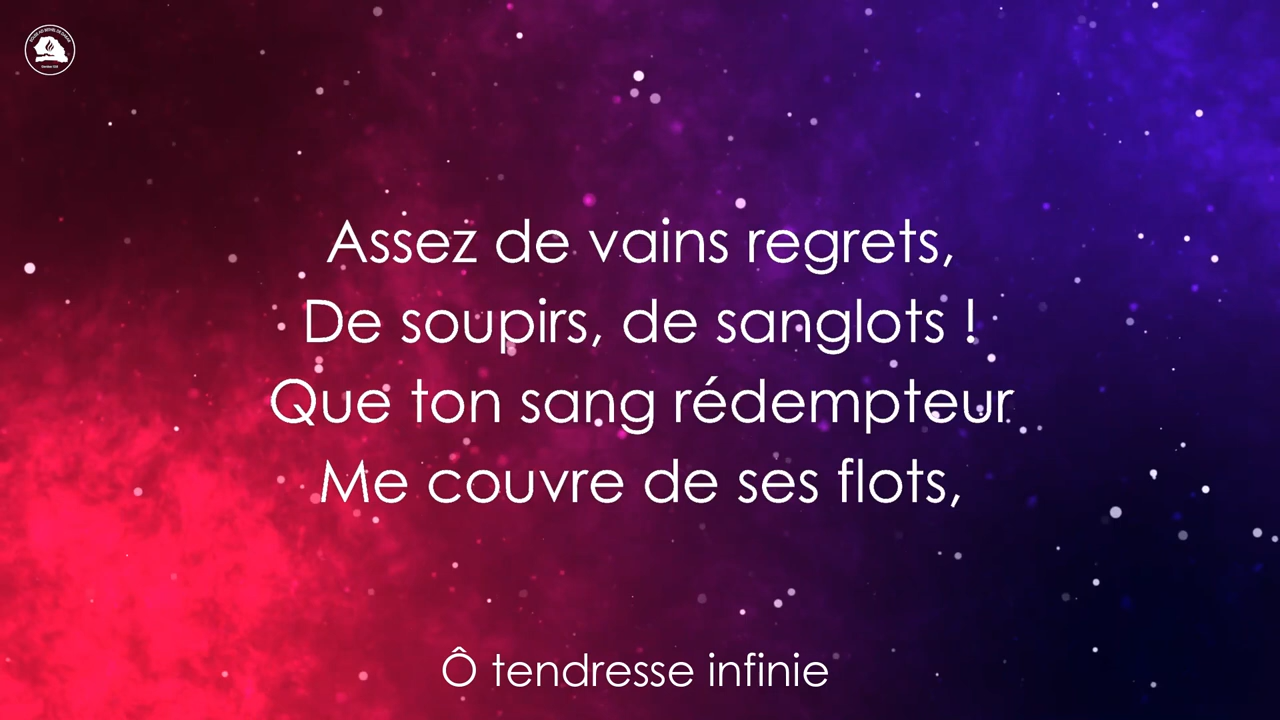 Assez de vains regrets,
De soupirs, de sanglots !
Que ton sang rédempteur
Me couvre de ses flots,
Ô tendresse infinie